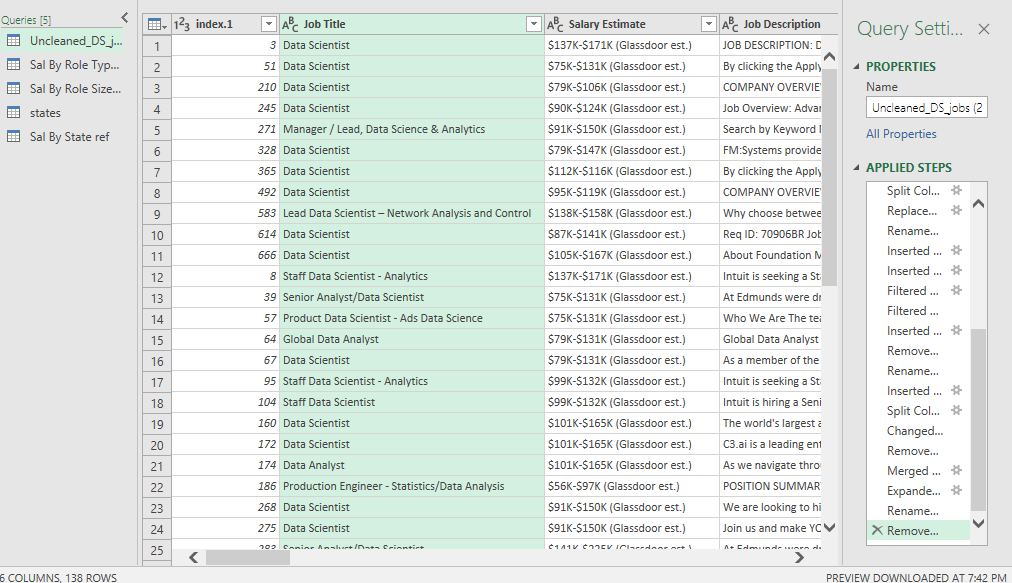 Queries [5]
Uncleaned_DS_j...
Sal By Role Typ...
Sal By Role Size...
states
Sal By State ref
index.1 Job Title Salary Estimate Job Description
1 3 Data Scientist $137K-$171K (Glassdoor est.) JOB DESCRIPTION: D
2 51 Data Scientist $75K-$131K (Glassdoor est.) By clicking the Apply
3 210 Data Scientist $79K-$106K (Glassdoor est.) COMPANY OVERVIE
4 245 Data Scientist $90K-$124K (Glassdoor est.) Job Overview: Advan
5 271 Manager / Lead, Data Science & Analytics $91K-$150K (Glassdoor est.) Search by Keyword
6 328 Data Scientist $79K-$147K (Glassdoor est.) FM:Systems provide
7 365 Data Scientist $112K-$116K (Glassdoor est.) By clicking the Apply
8 492 Data Scientist $95K-$119K (Glassdoor est.) COMPANY OVERVIE
9 583 Lead Data Scientist – Network Analysis and Control $138K-$158K (Glassdoor est.) Why choose betwee
10 614 Data Scientist $87K-$141K (Glassdoor est.) Req ID: 70906BR Job
11 666 Data Scientist $105K-$167K (Glassdoor est.) About Foundation M
12 8 Staff Data Scientist - Analytics $137K-$171K (Glassdoor est.) Intuit is seeking a St
13 39 Senior Analyst/Data Scientist $75K-$131K (Glassdoor est.) At Edmunds were dr
14 57 Product Data Scientist - Ads Data Science $75K-$131K (Glassdoor est.) Who We Are The tea
15 64 Global Data Analyst $79K-$131K (Glassdoor est.) Global Data Analyst
16 67 Data Scientist $79K-$131K (Glassdoor est.) As a member of the
17 95 Staff Data Scientist - Analytics $99K-$132K (Glassdoor est.) Intuit is seeking a St
18 104 Staff Data Scientist $99K-$132K (Glassdoor est.) Intuit is hiring a Seni
19 160 Data Scientist $101K-$165K (Glassdoor est.) The world's largest a
20 172 Data Scientist $101K-$165K (Glassdoor est.) C3.ai is a leading ent
21 174 Data Analyst $101K-$165K (Glassdoor est.) As we navigate thro
22 186 Production Engineer - Statistics/Data Analysis $56K-$97K (Glassdoor est.) POSITION SUMMAR
23 268 Data Scientist $91K-$150K (Glassdoor est.) We are looking to hi
24 275 Data Scientist $91K-$150K (Glassdoor est.) Join us and make YO
25 283 Senior Analyst/Data Scientist $141K-$225K (Glassdoor est.)
6 COLUMNS, 138 ROWS
Query Setti...
PROPERTIES
Name
Uncleaned_DS_jobs (2
All Properties
APPLIED STEPS
Split Col...
Replace...
Rename...
Inserted ...
Inserted ...
Filtered ...
Filtered ...
Inserted ...
Remove...
Rename...
Inserted ...
Split Col...
Changed...
Remove...
Merged ...
Expande...
Rename...
Remove...
PREVIEW DOWNLOADED AT 7:42 PM